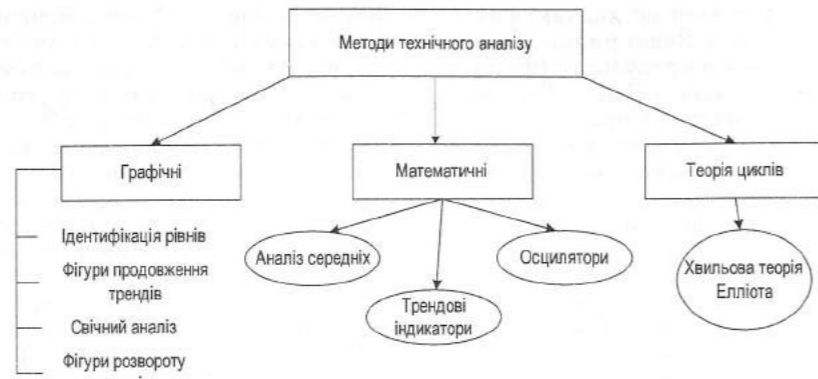 Методи технічного аналізу
Графічні
Математичні
Теорія циклів
Ідентифікація рівнів
Фігури продовження
трендів
Свічний аналіз
Фігури розвороту
Аналіз середніх
Трендові
індикатори
Осцилятори
Хвильова теорія
Елліота